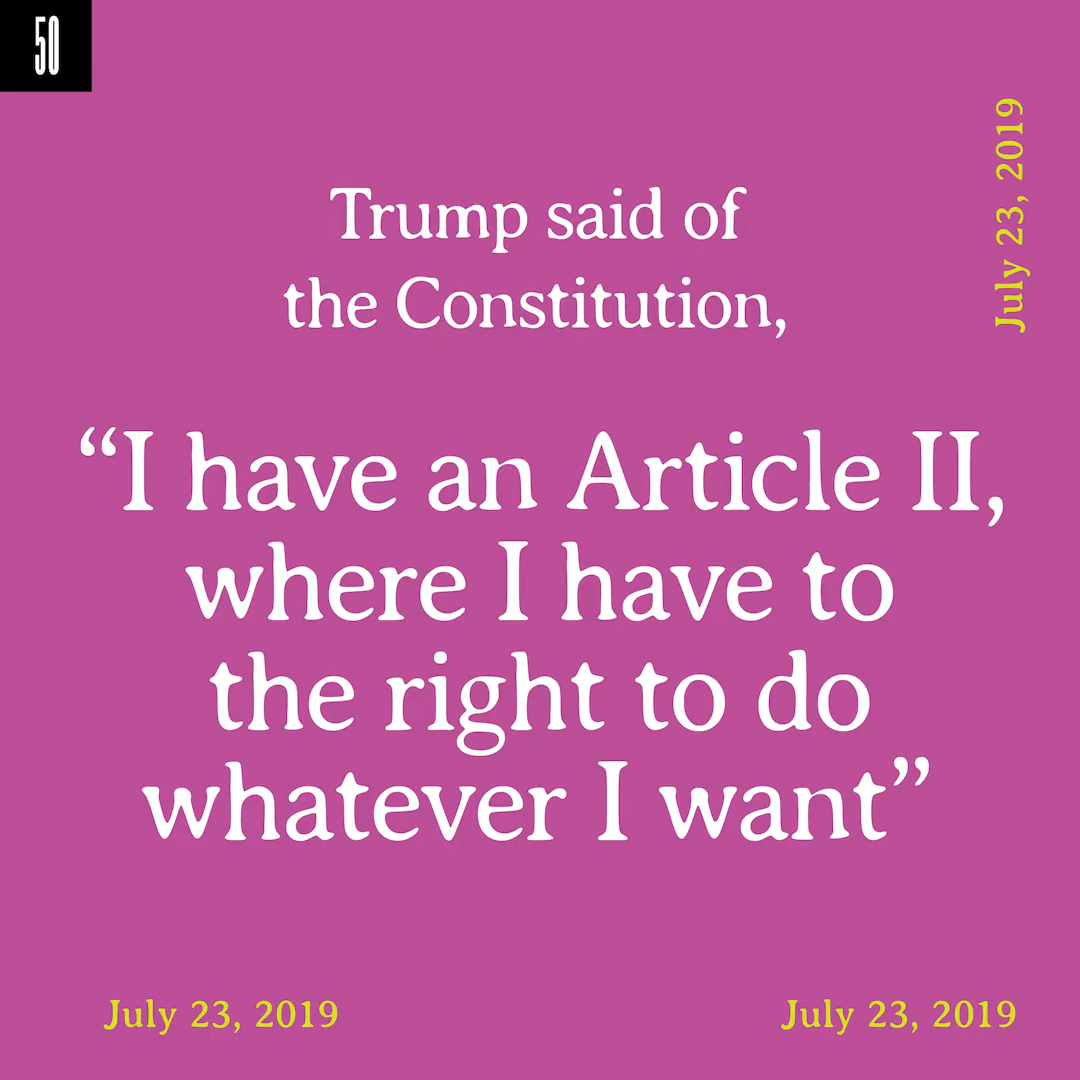 50
July 23, 2019
Trump said of
the Constitution,
“I have an Article II,
where I have to
the right to do
whatever I want”
July 23, 2019
July 23, 2019